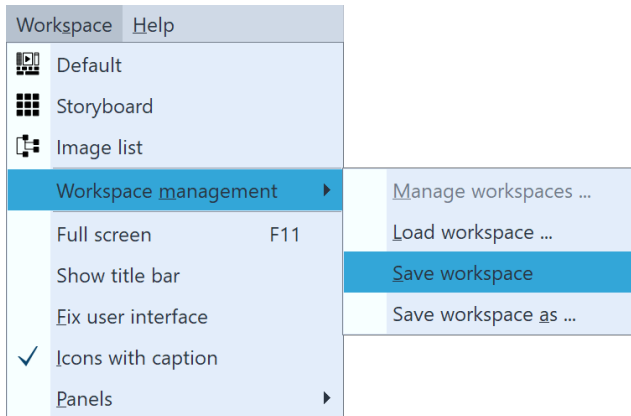 Workspace Help
Default
Storyboard
Image list
Workspace management
Manage workspaces ...
Full screen F11
Load workspace ...
Show title bar
Save workspace
Fix user interface
Save workspace as ...
Icons with caption
Panels